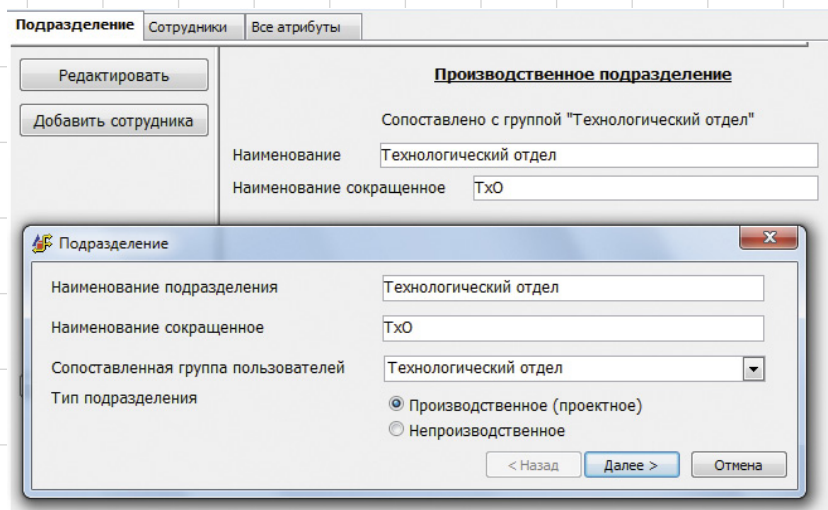 Подразделение Сотрудники Все атрибуты
Редактировать
Производственное подразделение
Добавить сотрудника
Сопоставлено с группой "Технологический отдел"
Наименование Технологический отдел
Наименование сокращенное ТхО
Подразделение
Наименование подразделения Технологический отдел
Наименование сокращенное ТхО
Сопоставленная группа пользователей Технологический отдел
Тип подразделения
Производственное (проектное)
Непроизводственное
< Назад Далее > Отмена